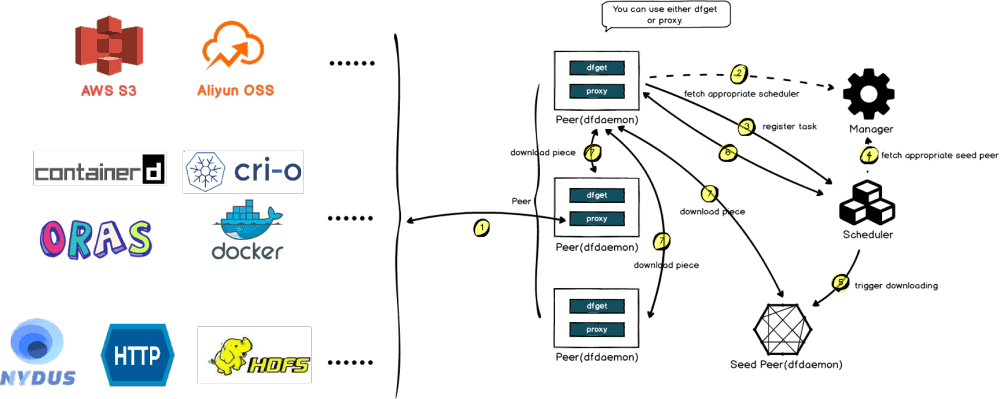 You can use either dfget
or proxy.
AWS S3
Aliyun OSS
......
containerd
cri-o
ORAS
docker
......
NYDUS
HTTP
HDFS
......
1
Peer
dfget
proxy
Peer(dfdaemon)
7
download piece
dfget
proxy
Peer(dfdaemon)
7
download piece
dfget
proxy
Peer(dfdaemon)
2
fetch appropriate scheduler
3
register task
6
7
download piece
Manager
4
fetch appropriate seed peer
Scheduler
5
trigger downloading
Seed Peer(dfdaemon)